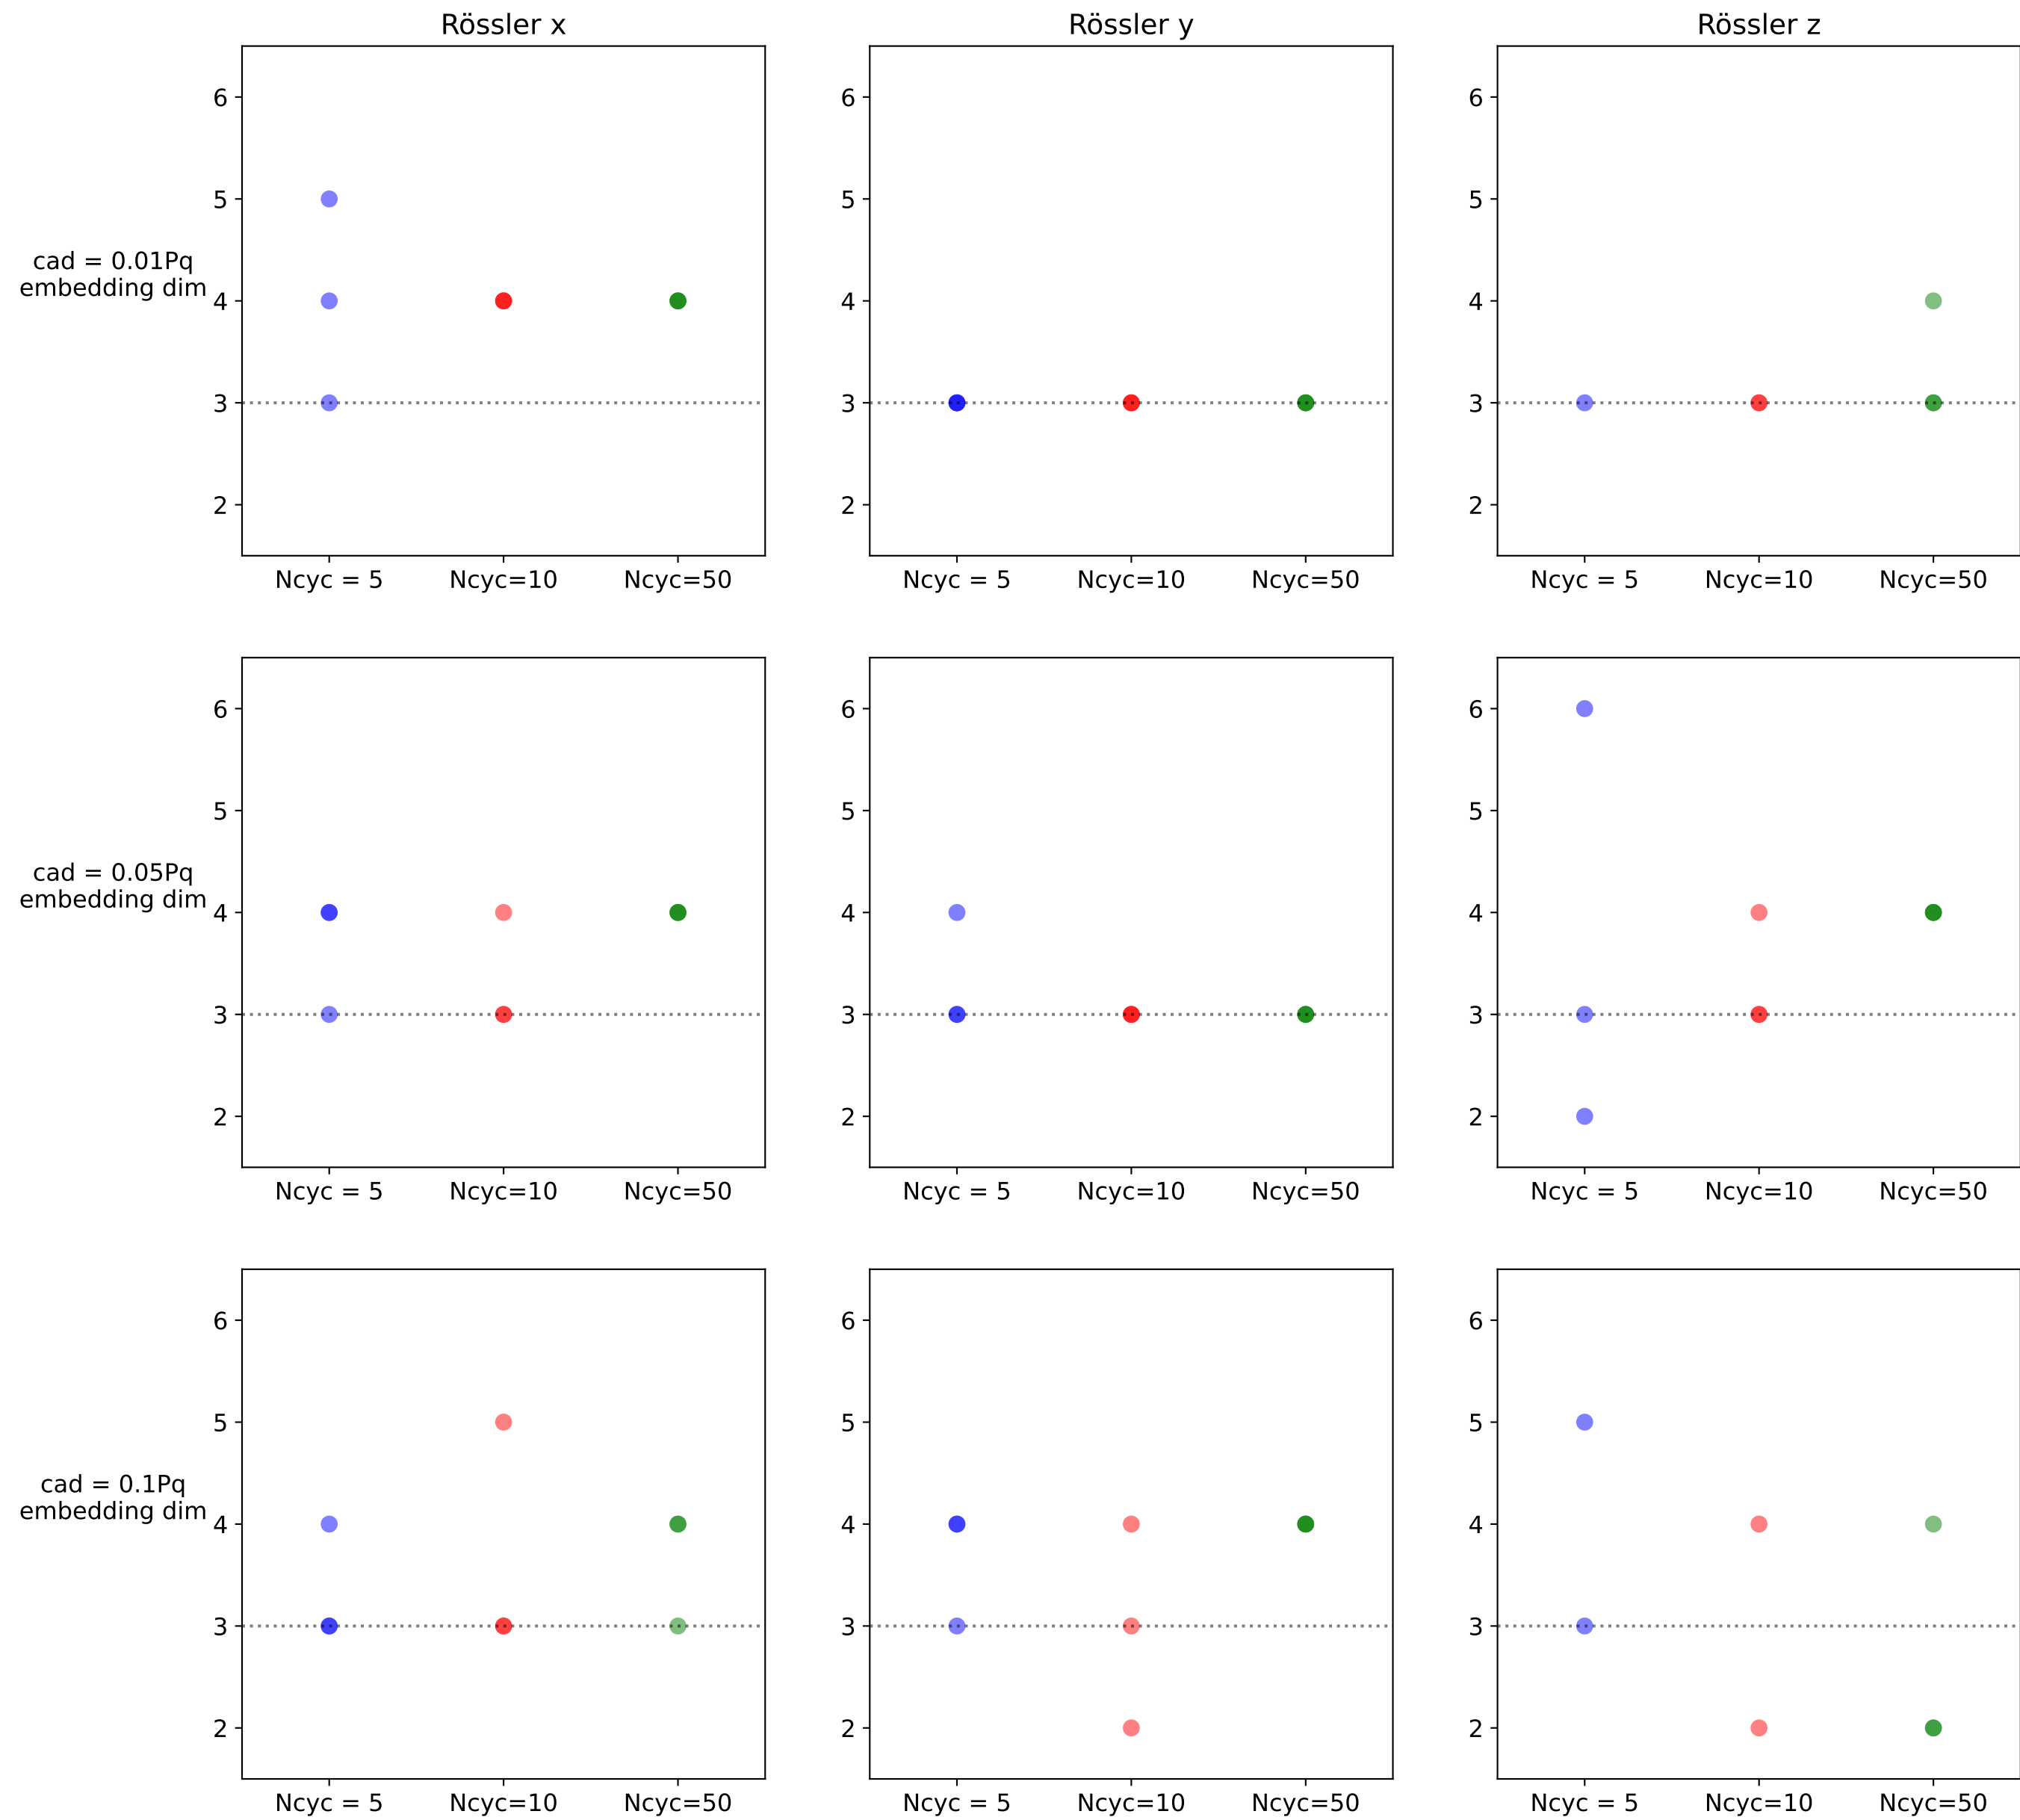 Rössler x
Rössler y
Rössler z
cad = 0.01Pq
embedding dim
6
5
4
3
2
Ncyc = 5
Ncyc=10
Ncyc=50
6
5
4
3
2
Ncyc = 5
Ncyc=10
Ncyc=50
6
5
4
3
2
Ncyc = 5
Ncyc=10
Ncyc=50
cad = 0.05Pq
embedding dim
6
5
4
3
2
Ncyc = 5
Ncyc=10
Ncyc=50
6
5
4
3
2
Ncyc = 5
Ncyc=10
Ncyc=50
6
5
4
3
2
Ncyc = 5
Ncyc=10
Ncyc=50
cad = 0.1Pq
embedding dim
6
5
4
3
2
Ncyc = 5
Ncyc=10
Ncyc=50
6
5
4
3
2
Ncyc = 5
Ncyc=10
Ncyc=50
6
5
4
3
2
Ncyc = 5
Ncyc=10
Ncyc=50